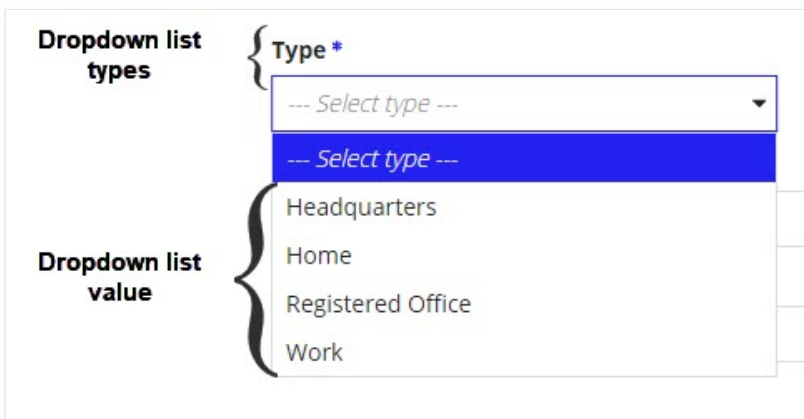 Dropdown list
types
Type *
--- Select type ---
--- Select type ---
Headquarters
Home
Dropdown list
value
Registered Office
Work